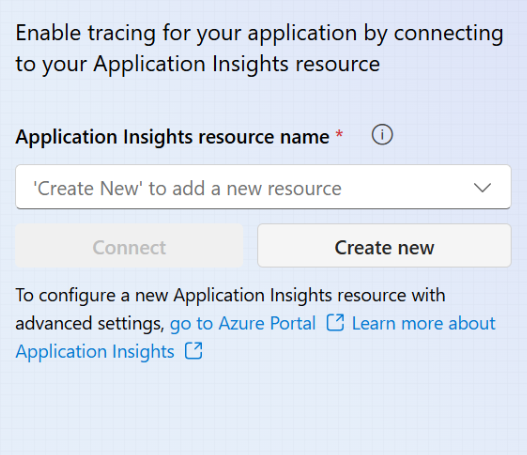 Enable tracing for your application by connecting
to your Application Insights resource
Application Insights resource name *
'Create New' to add a new resource
Connect
Create new
To configure a new Application Insights resource with
advanced settings, go to Azure Portal Learn more about
Application Insights